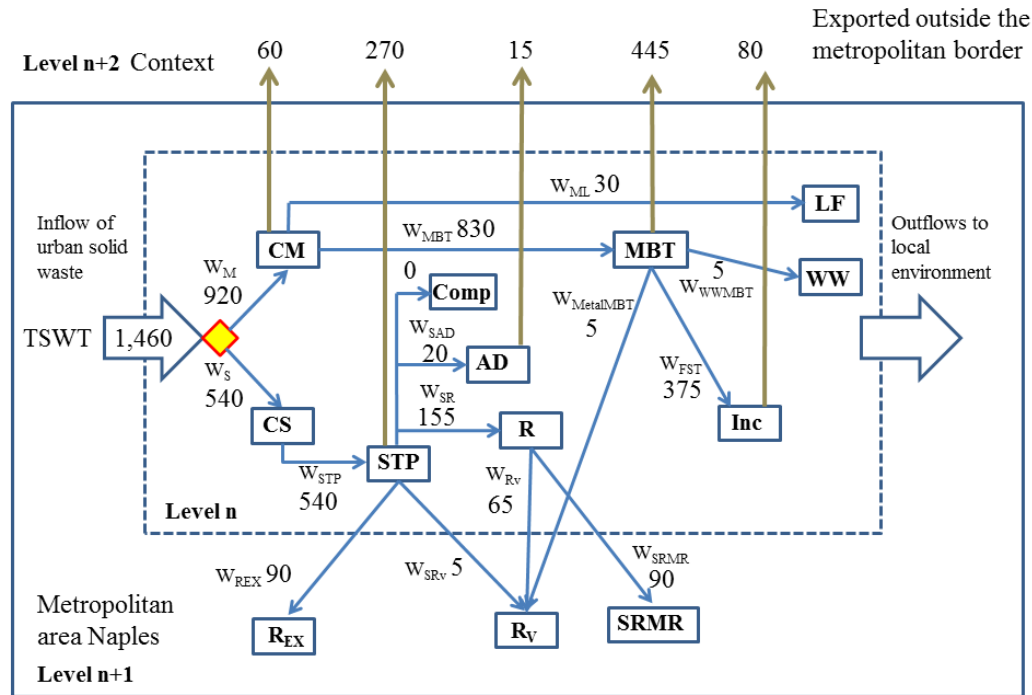 Exported outside the
metropolitan border
Level n+2 Context
60
270
15
445
80
Inflow of
urban solid
waste
TSWT
1,460
W_M
920
W_S
540
CM
W_ML 30
LF
W_MBT 830
MBT
5
W_WWMBT
WW
Outflows to
local
environment
0
Comp
W_SAD
20
AD
W_MetalMBT
5
W_FST
375
Inc
W_SR
155
R
CS
W_STP
540
STP
W_Rv
65
Level n
W_REX 90
W_SRv 5
W_SRMR
90
R_EX
R_V
SRMR
Metropolitan
area Naples
Level n+1